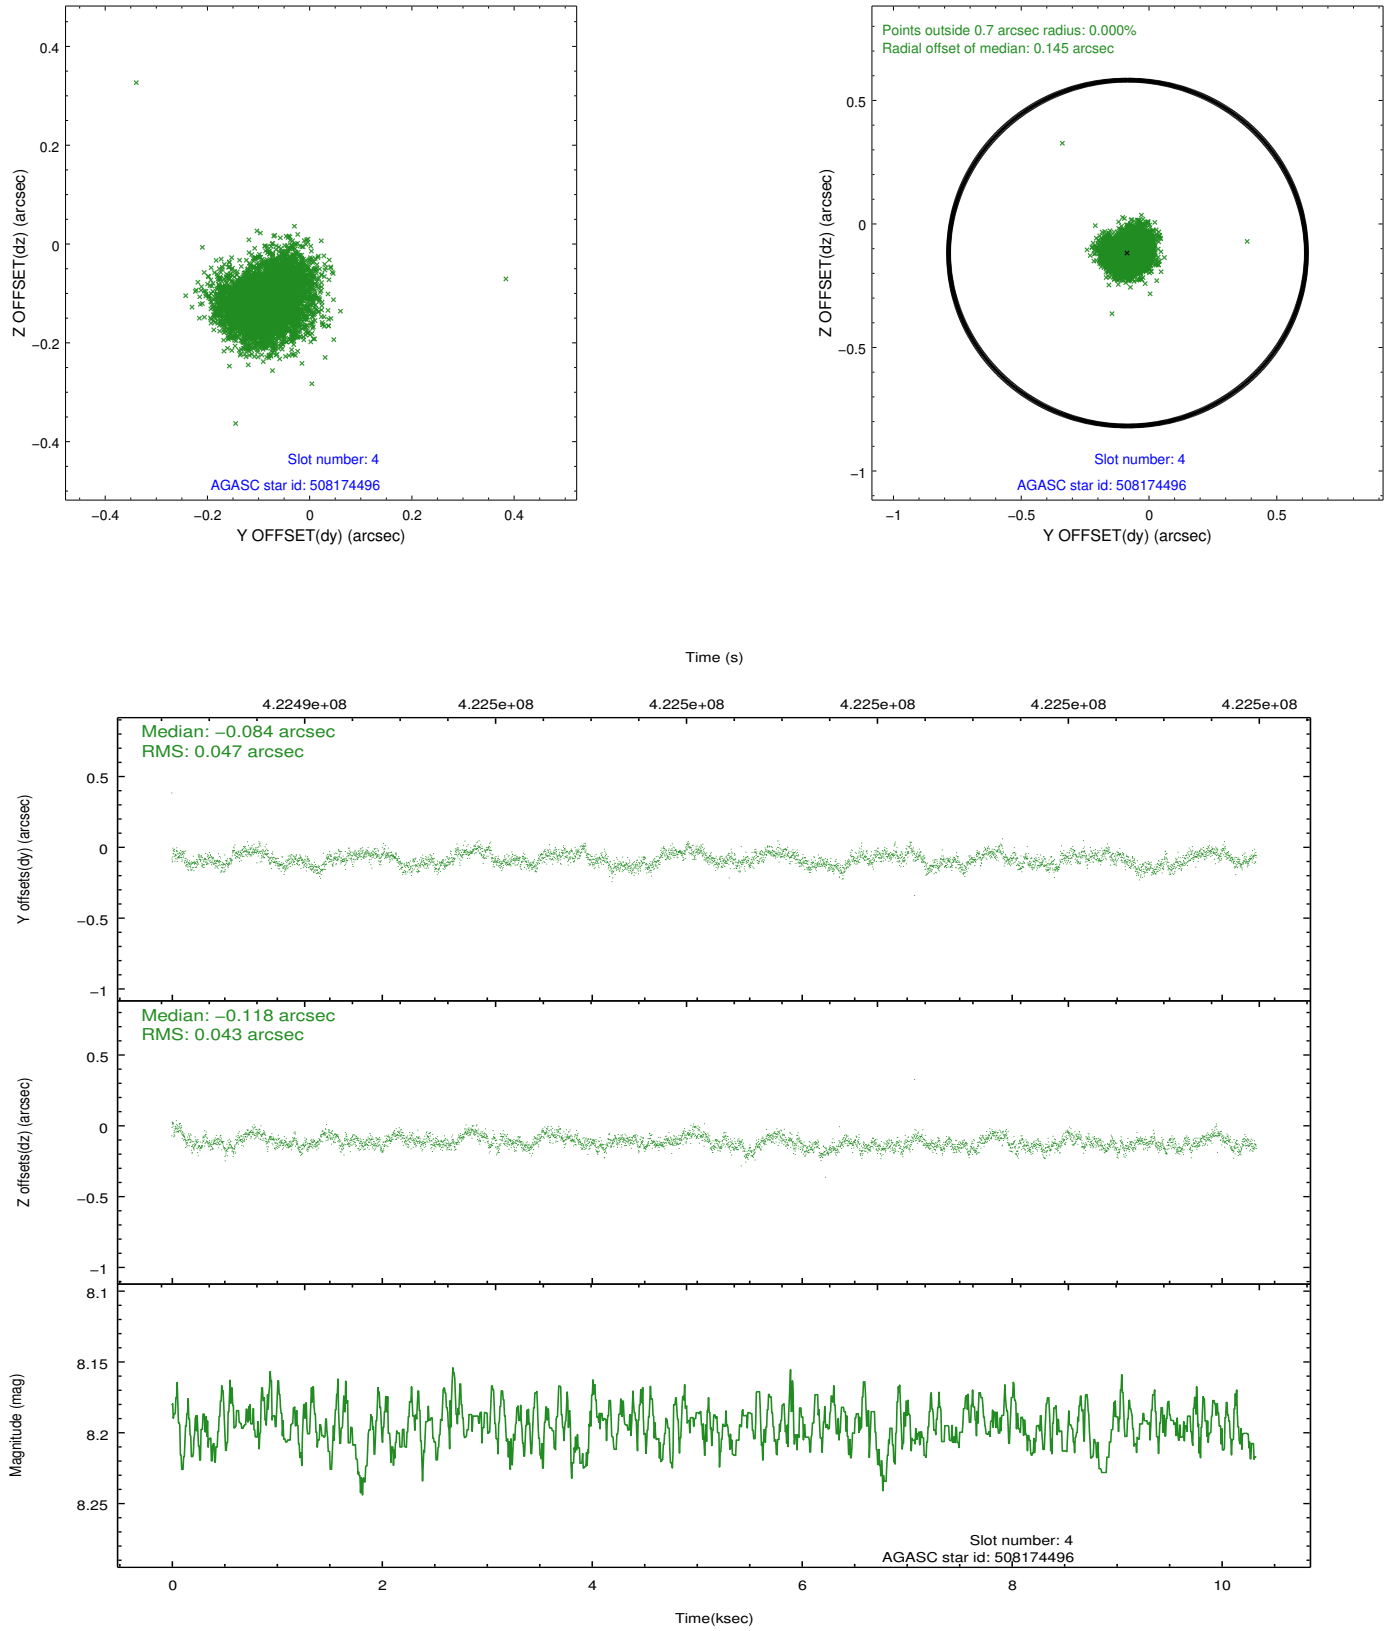 0.4
0.2
0
−0.2
−0.4
Z OFFSET(dz) (arcsec)
−0.4
−0.2
0
0.2
0.4
Y OFFSET(dy) (arcsec)
Slot number: 4
AGASC star id: 508174496
Points outside 0.7 arcsec radius: 0.000%
Radial offset of median: 0.145 arcsec
0.5
0
−0.5
−1
Z OFFSET(dz) (arcsec)
−1
−0.5
0
0.5
Y OFFSET(dy) (arcsec)
Slot number: 4
AGASC star id: 508174496
Time (s)
4.2249e+08
4.225e+08
4.225e+08
4.225e+08
4.225e+08
4.225e+08
Median: −0.084 arcsec
RMS: 0.047 arcsec
0.5
0
−0.5
−1
Y offsets(dy) (arcsec)
Median: −0.118 arcsec
RMS: 0.043 arcsec
0.5
0
−0.5
−1
Z offsets(dz) (arcsec)
8.1
8.15
8.2
8.25
Magnitude (mag)
Slot number: 4
AGASC star id: 508174496
0
2
4
6
8
10
Time(ksec)